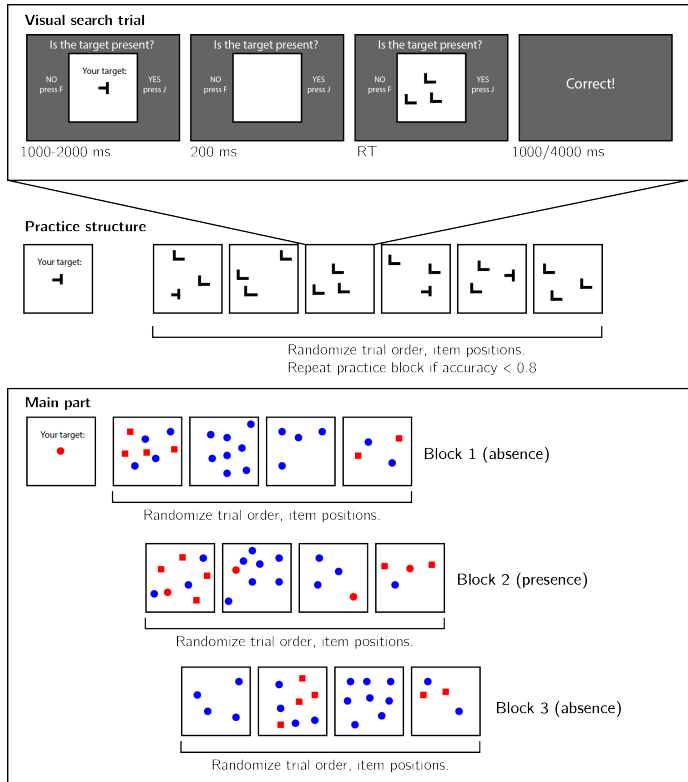 Visual search trial
Is the target present?
Your target:
NO
press F
YES
press J
1000-2000 ms
Is the target present?
NO
press F
YES
press J
200 ms
Is the target present?
NO
press F
YES
press J
RT
Correct!
1000/4000 ms
Practice structure
Your target:
Randomize trial order, item positions.
Repeat practice block if accuracy < 0.8
Main part
Your target:
Block 1 (absence)
Randomize trial order, item positions.
Block 2 (presence)
Randomize trial order, item positions.
Block 3 (absence)
Randomize trial order, item positions.